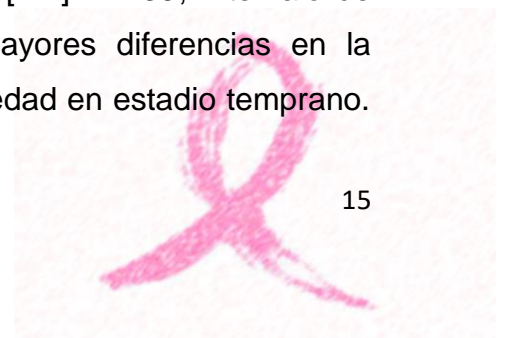 ayores diferencias en la
edad en estadio temprano.
15